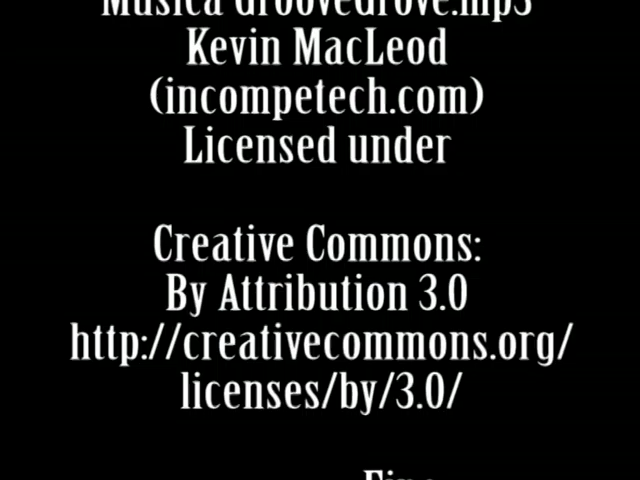 Musica GrooveGrove.mp3
Kevin MacLeod
(incompetech.com)
Licensed under
Creative Commons:
By Attribution 3.0
http://creativecommons.org/
licenses/by/3.0/